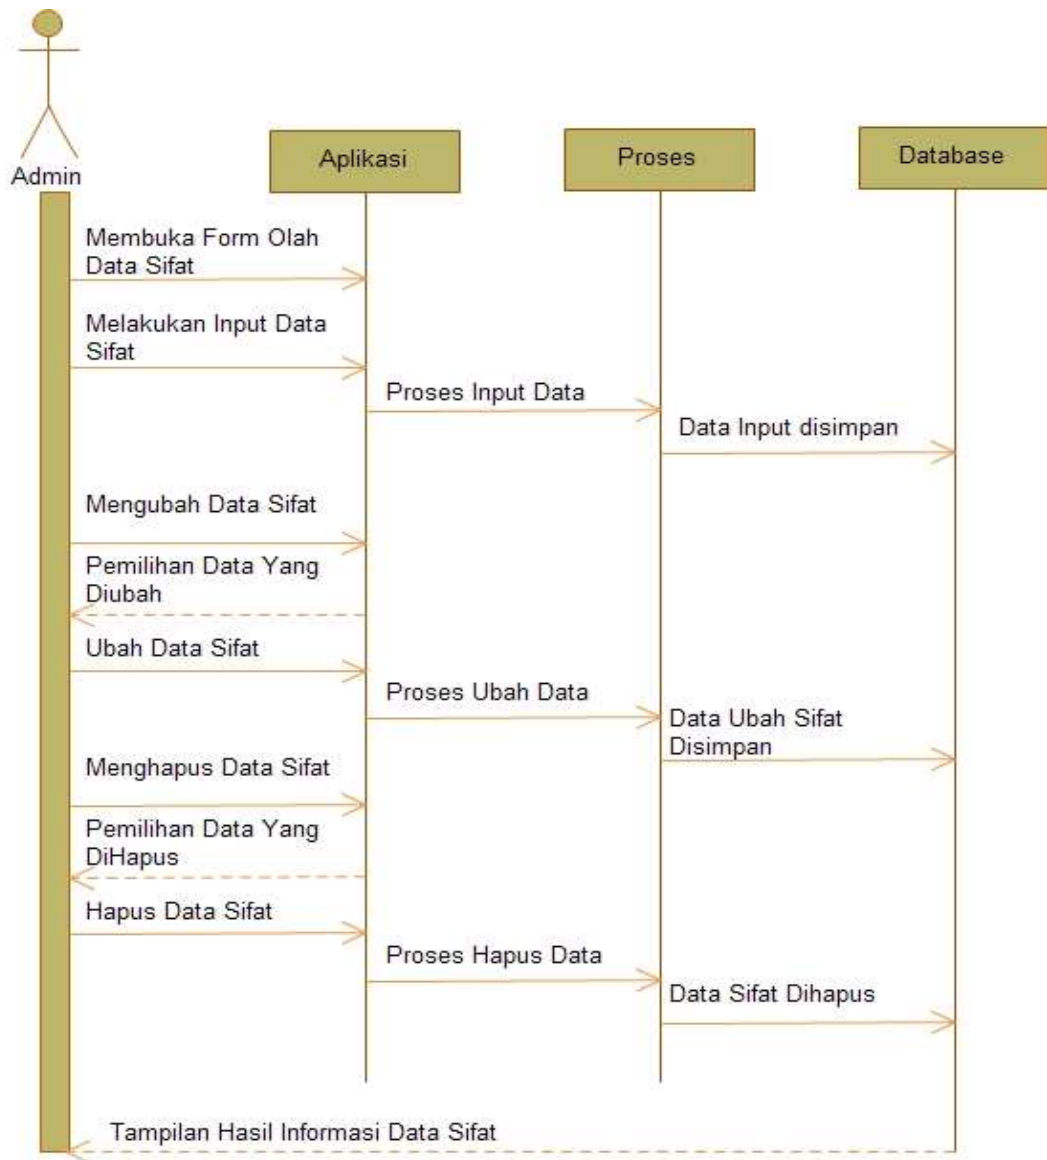 Admin
Aplikasi
Proses
Database
Membuka Form Olah
Data Sifat
Melakukan Input Data
Sifat
Proses Input Data
Data Input disimpan
Mengubah Data Sifat
Pemilihan Data Yang
Diubah
Ubah Data Sifat
Proses Ubah Data
Data Ubah Sifat
Disimpan
Menghapus Data Sifat
Pemilihan Data Yang
DiHapus
Hapus Data Sifat
Proses Hapus Data
Data Sifat Dihapus
Tampilan Hasil Informasi Data Sifat